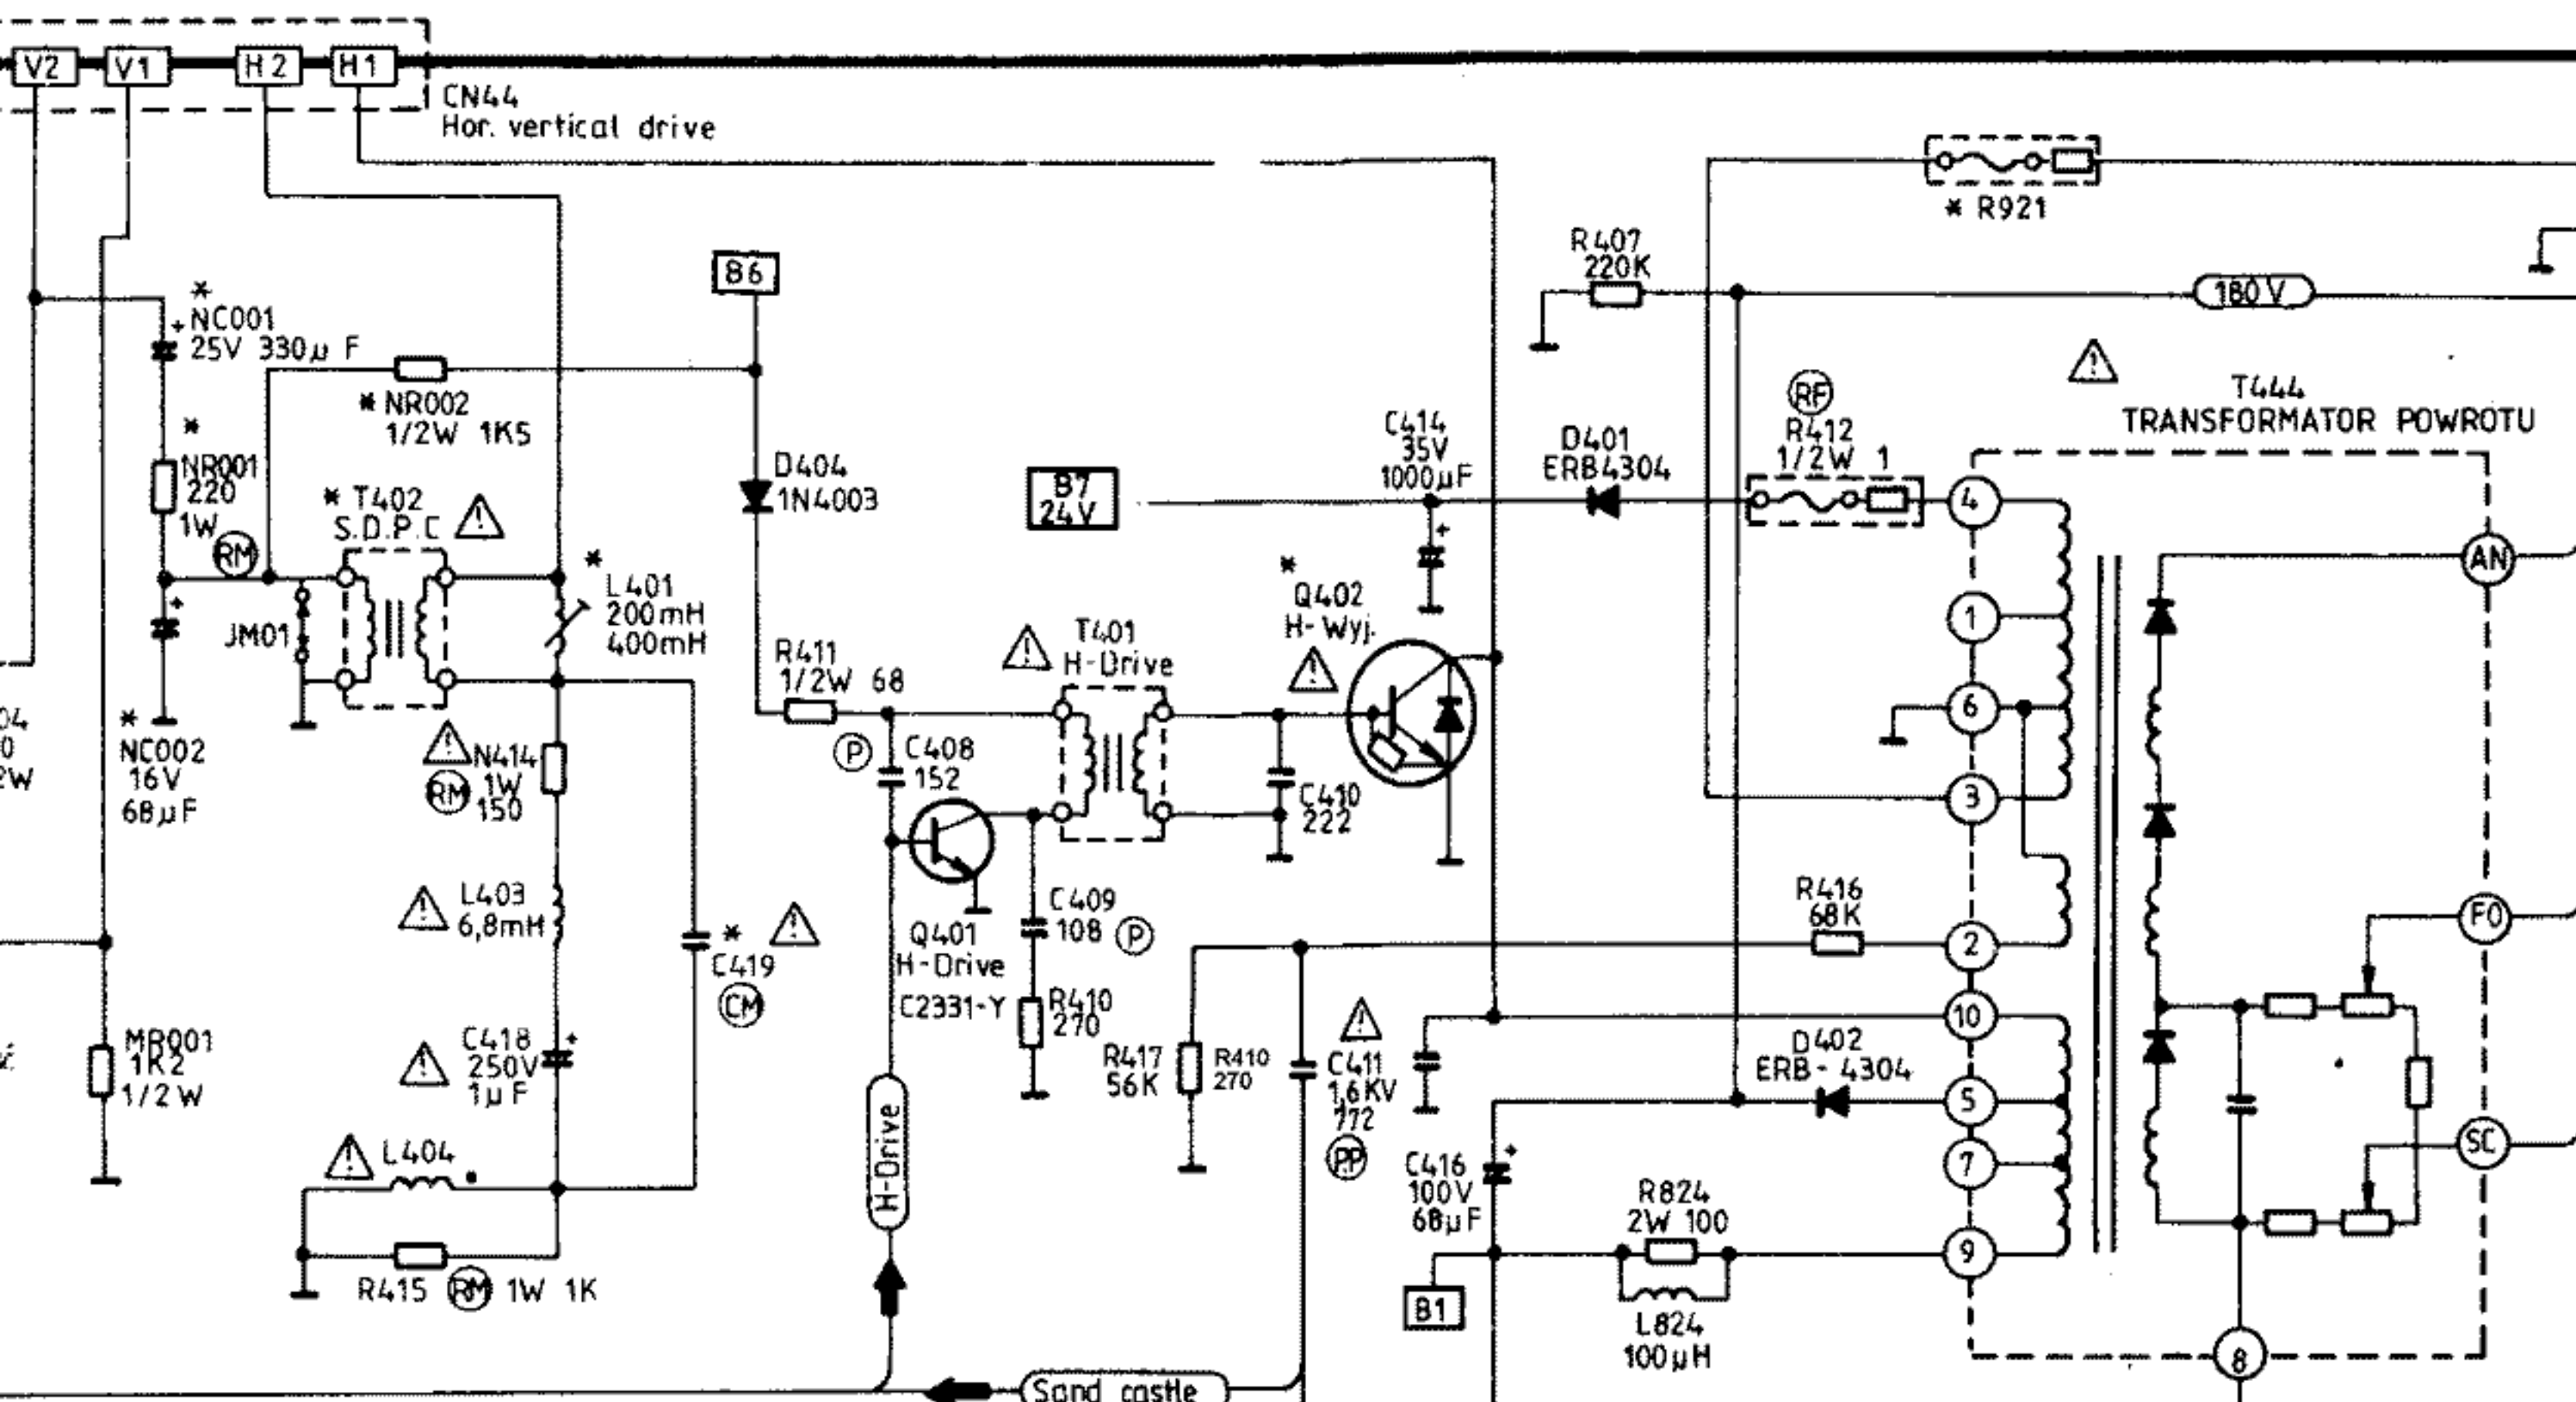 V2
V1
H2
H1
CN44
Hor. vertical drive
* R921
R407
220K
180V
B6
*
NC001
25V 330µF
* NR002
1/2W 1K5
*
NR001
220
1W
RM
* T402
S.D.P.C
JM01
*
L401
200mH
400mH
D404
1N4003
B7
24V
C414
35V
1000µF
D401
ERB4304
RF
R412
1/2W 1
T444
TRANSFORMATOR POWROTU
4
1
6
3
2
10
5
7
9
8
AN
FO
SC
*
Q402
H-Wyj.
T401
H-Drive
R411
1/2W 68
P
C408
152
C410
222
*
NC002
16V
68µF
04
0
2W
N414
1W
150
RM
L403
6,8mH
*
C419
CM
Q401
H-Drive
C2331-Y
C409
108
P
R410
270
R416
68K
R417
56K
R410
270
C411
1,6KV
772
PP
D402
ERB-4304
MR001
1K2
1/2W
C418
250V
1µF
L404
R415 RM 1W 1K
H-Drive
C416
100V
68µF
R824
2W 100
B1
L824
100µH
Sand castle